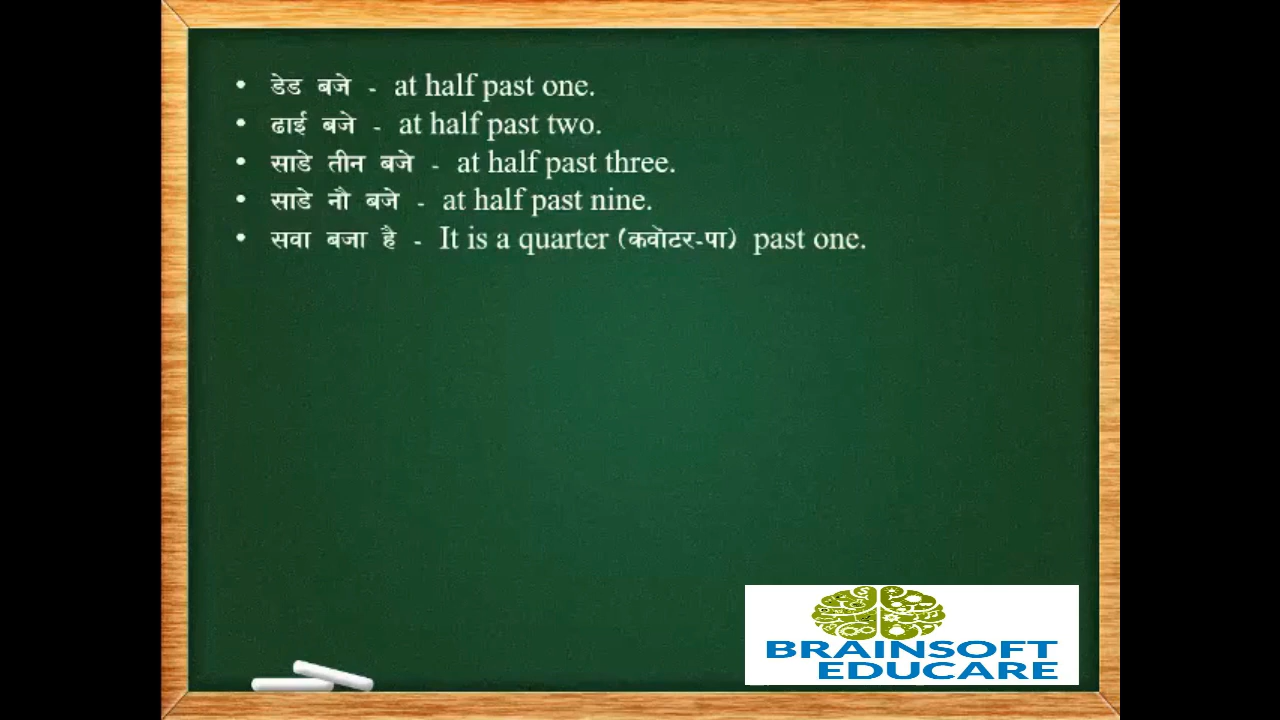 • डेड बजे - at half past one.
• ढाई बजे - at half past two.
• साडे तीन बजे - at half past three.
• साडे नौ बजे - at half past nine.
• सवा बजा है - It is a quarter (कवॉटर-पा) past one.
BRAINSOFT
EDUCARE